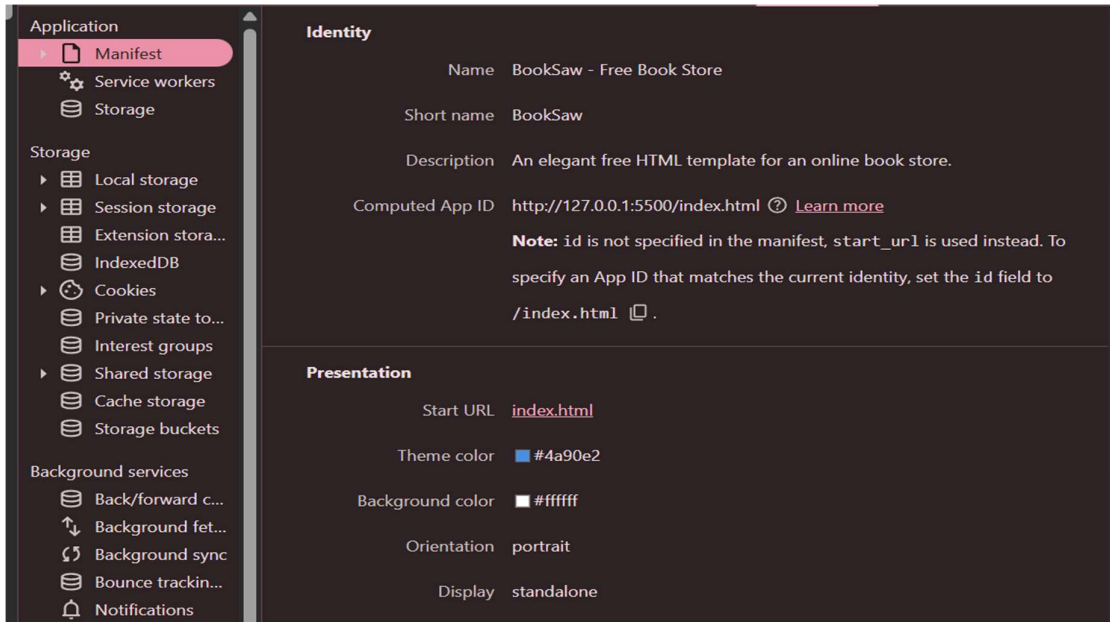 Application
Manifest
Service workers
Storage
Storage
Local storage
Session storage
Extension stora...
IndexedDB
Cookies
Private state to...
Interest groups
Shared storage
Cache storage
Storage buckets
Background services
Back/forward c...
Background fet...
Background sync
Bounce trackin...
Notifications
Identity
Name BookSaw - Free Book Store
Short name BookSaw
Description An elegant free HTML template for an online book store.
Computed App ID http://127.0.0.1:5500/index.html ? Learn more
Note: id is not specified in the manifest, start_url is used instead. To
specify an App ID that matches the current identity, set the id field to
/index.html .
Presentation
Start URL index.html
Theme color #4a90e2
Background color #ffffff
Orientation portrait
Display standalone